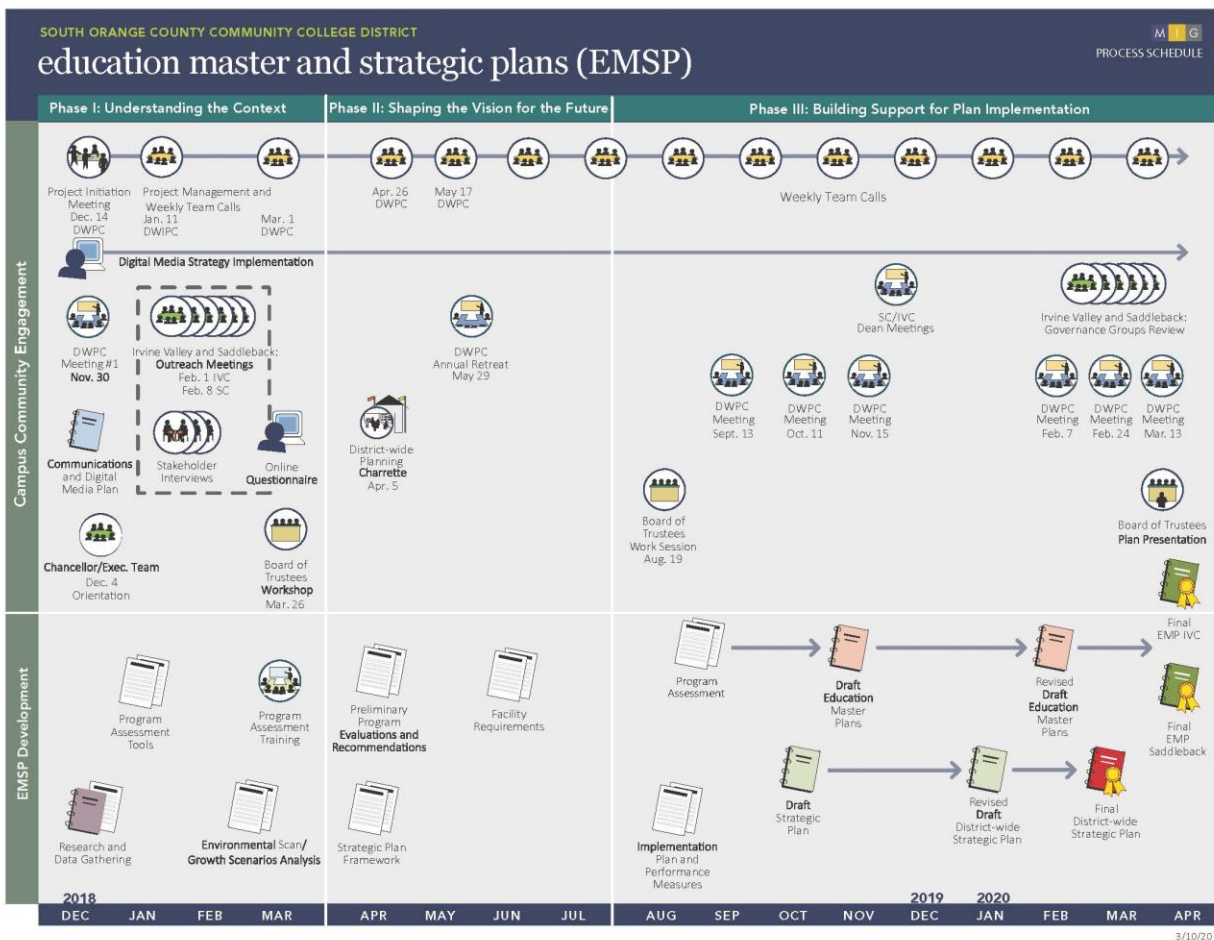 SOUTH ORANGE COUNTY COMMUNITY COLLEGE DISTRICT
education master and strategic plans (EMSP)
M I G
PROCESS SCHEDULE
Phase I: Understanding the Context
Phase II: Shaping the Vision for the Future
Phase III: Building Support for Plan Implementation
Campus Community Engagement
Project Initiation
Meeting
Dec. 14
DWPC
Project Management and
Weekly Team Calls
Jan. 11
DWIPC
Mar. 1
DWPC
Apr. 26
DWPC
May 17
DWPC
Weekly Team Calls
Digital Media Strategy Implementation
DWPC
Meeting #1
Nov. 30
Irvine Valley and Saddleback:
Outreach Meetings
Feb. 1 IVC
Feb. 8 SC
DWPC
Annual Retreat
May 29
SC/IVC
Dean Meetings
Irvine Valley and Saddleback:
Governance Groups Review
DWPC
Meeting
Sept. 13
DWPC
Meeting
Oct. 11
DWPC
Meeting
Nov. 15
DWPC
Meeting
Feb. 7
DWPC
Meeting
Feb. 24
DWPC
Meeting
Mar. 13
Communications
and Digital
Media Plan
Stakeholder
Interviews
Online
Questionnaire
District-wide
Planning
Charrette
Apr. 5
Chancellor/Exec. Team
Dec. 4
Orientation
Board of
Trustees
Workshop
Mar. 26
Board of
Trustees
Work Session
Aug. 19
Board of Trustees
Plan Presentation
Final
EMP IVC
EMSP Development
Program
Assessment
Tools
Program
Assessment
Training
Preliminary
Program
Evaluations and
Recommendations
Facility
Requirements
Program
Assessment
Draft
Education
Master
Plans
Revised
Draft
Education
Master
Plans
Final
EMP
Saddleback
Research and
Data Gathering
Environmental Scan/
Growth Scenarios Analysis
Strategic Plan
Framework
Implementation
Plan and
Performance
Measures
Draft
Strategic
Plan
Revised
Draft
District-wide
Strategic Plan
Final
District-wide
Strategic Plan
2018 2019 2020
DEC JAN FEB MAR APR MAY JUN JUL AUG SEP OCT NOV DEC JAN FEB MAR APR
3/10/20